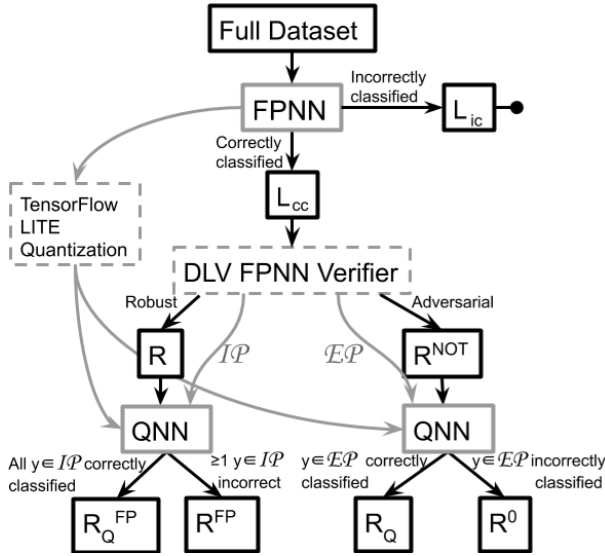 Full Dataset
FPNN
Incorrectly
classified
L_ic
Correctly
classified
L_cc
TensorFlow
LITE
Quantization
DLV FPNN Verifier
Robust
IP
EP
Adversarial
R
R^NOT
QNN
QNN
All y ∈ IP correctly
classified
≥1 y ∈ IP
incorrect
y ∈ EP correctly
classified
y ∈ EP incorrectly
classified
R_Q^FP
R^FP
R_Q
R^0